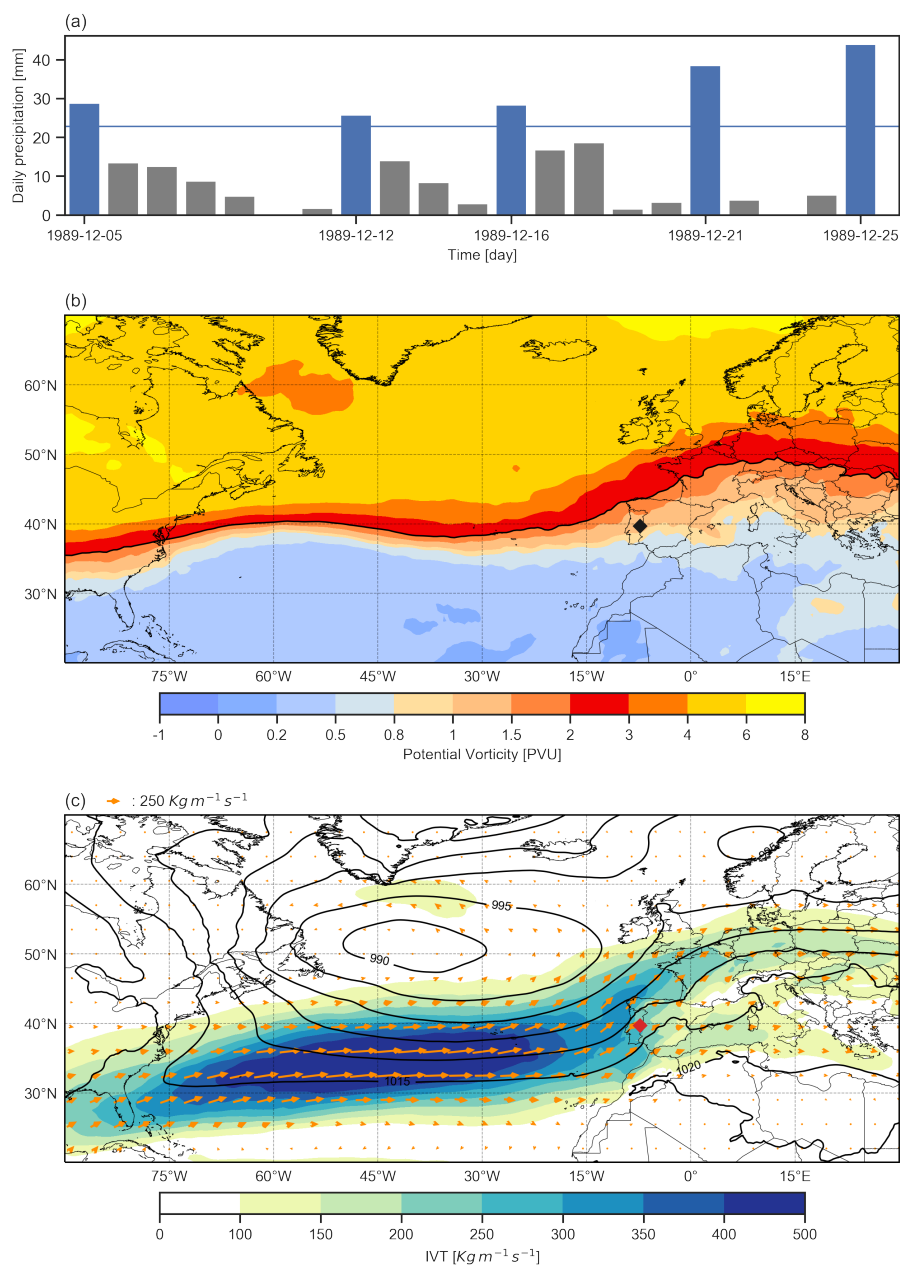 (a)
Daily precipitation [mm]
40
30
20
10
0
1989-12-05 1989-12-12 1989-12-16 1989-12-21 1989-12-25
Time [day]
(b)
60°N
50°N
40°N
30°N
75°W 60°W 45°W 30°W 15°W 0° 15°E
-1 0 0.2 0.5 0.8 1 1.5 2 3 4 6 8
Potential Vorticity [PVU]
(c) : 250 Kg m⁻¹ s⁻¹
60°N
995
50°N
990
40°N
1020
1015
30°N
75°W 60°W 45°W 30°W 15°W 0° 15°E
0 100 150 200 250 300 350 400 500
IVT [Kg m⁻¹ s⁻¹]